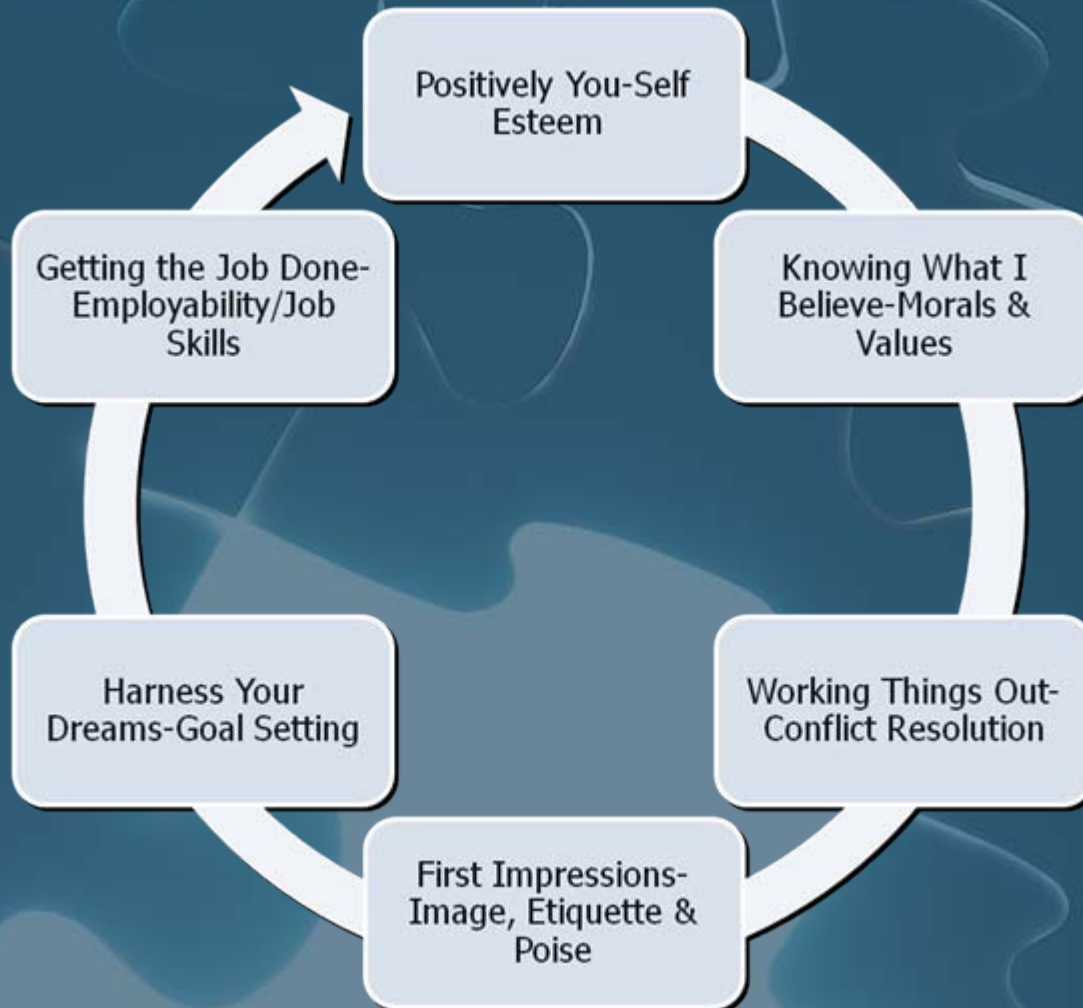 Positively You-Self
Esteem
Knowing What I
Believe-Morals &
Values
Working Things Out-
Conflict Resolution
First Impressions-
Image, Etiquette &
Poise
Harness Your
Dreams-Goal Setting
Getting the Job Done-
Employability/Job
Skills